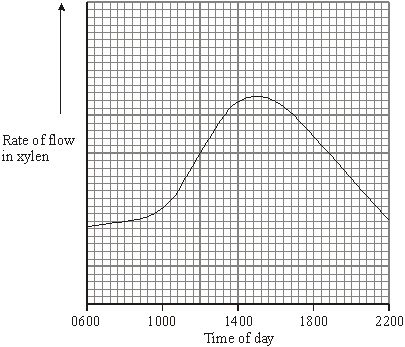 Rate of flow
in xylen
0600 1000 1400 1800 2200
Time of day